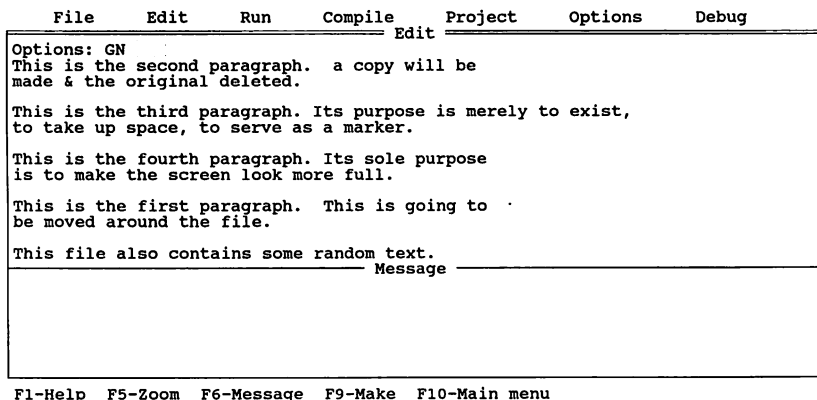 File Edit Run Compile Project Options Debug
Edit
Options: GN
This is the second paragraph. a copy will be
made & the original deleted.
This is the third paragraph. Its purpose is merely to exist,
to take up space, to serve as a marker.
This is the fourth paragraph. Its sole purpose
is to make the screen look more full.
This is the first paragraph. This is going to
be moved around the file.
This file also contains some random text.
Message
F1-Help F5-Zoom F6-Message F9-Make F10-Main menu